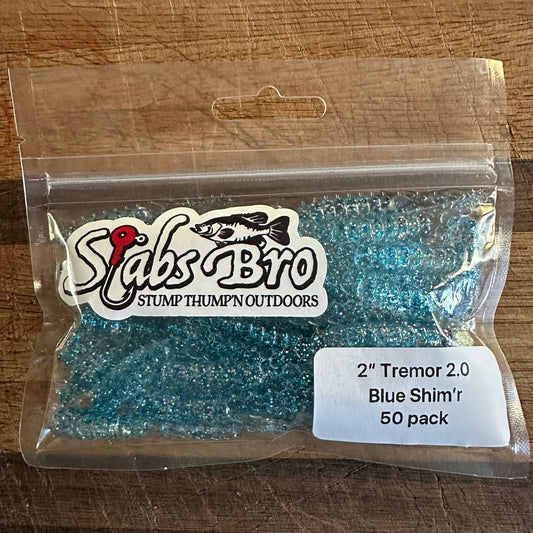 Slabs Bro
STUMP THUMP'N OUTDOORS
2" Tremor 2.0
Blue Shim'r
50 pack